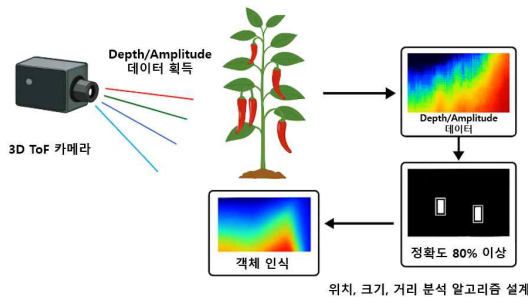 Depth/Amplitude
데이터 획득
3D ToF 카메라
Depth/Amplitude
데이터
정확도 80% 이상
객체 인식
위치, 크기, 거리 분석 알고리즘 설계